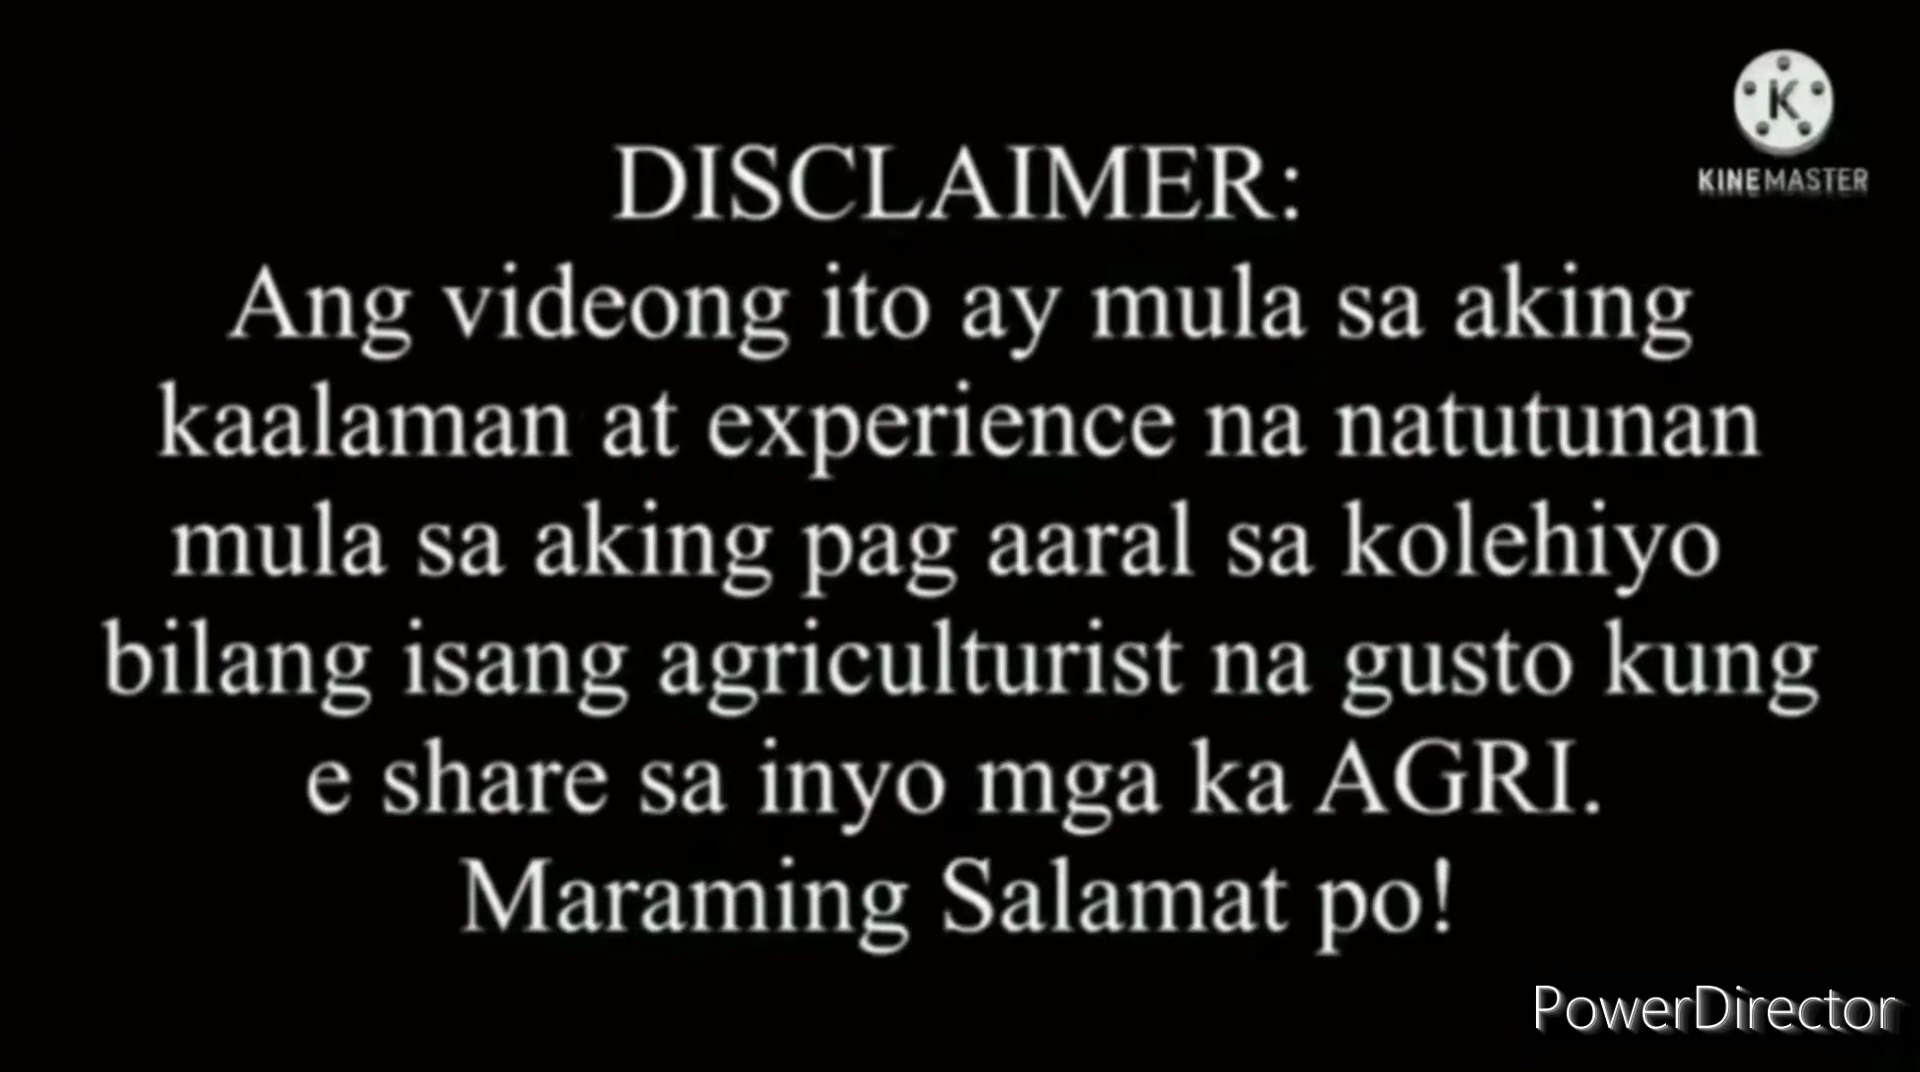 KINEMASTER
DISCLAIMER:
Ang videong ito ay mula sa aking
kaalaman at experience na natutunan
mula sa aking pag aaral sa kolehiyo
bilang isang agriculturist na gusto kung
e share sa inyo mga ka AGRI.
Maraming Salamat po!
PowerDirector